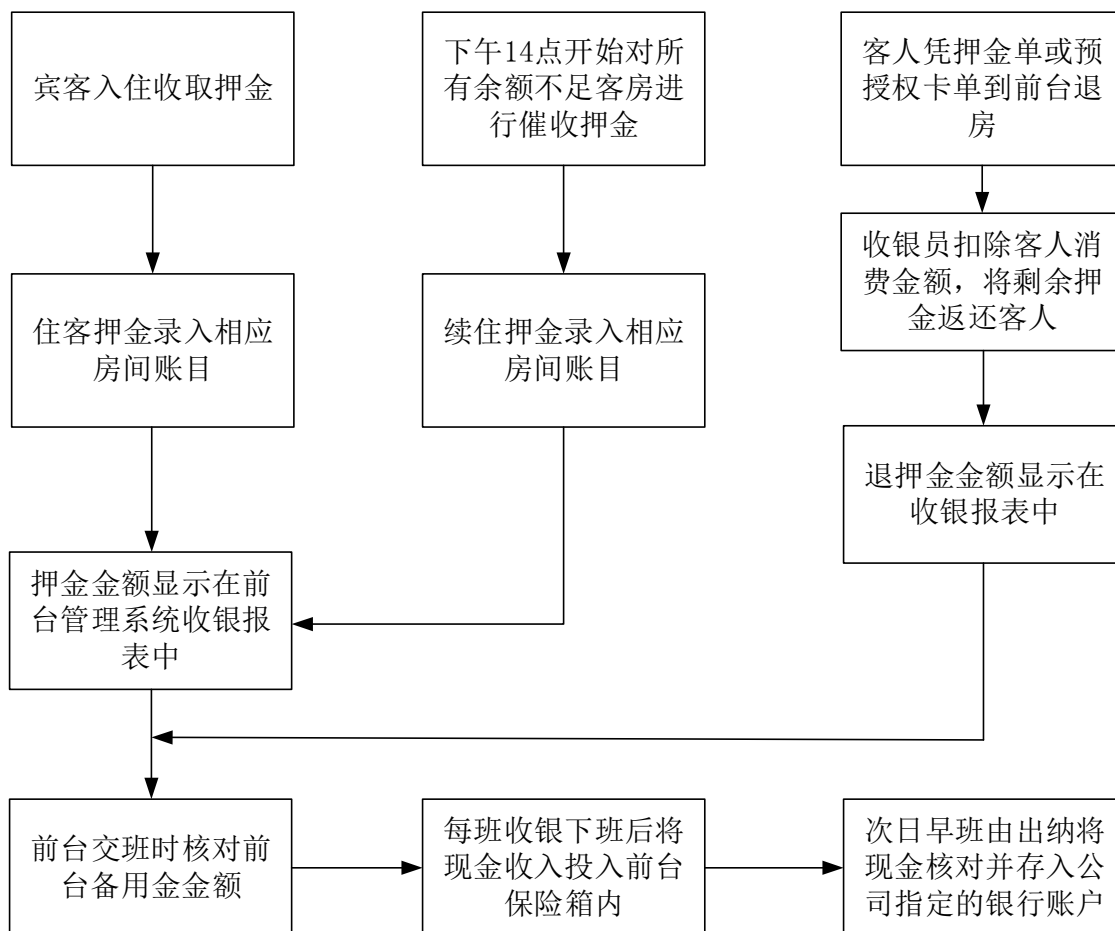 宾客入住收取押金
下午14点开始对所
有余额不足客房进
行催收押金
客人凭押金单或预
授权卡单到前台退
房
住客押金录入相应
房间账目
续住押金录入相应
房间账目
收银员扣除客人消
费金额，将剩余押
金返还客人
退押金金额显示在
收银报表中
押金金额显示在前
台管理系统收银报
表中
前台交班时核对前
台备用金金额
每班收银下班后将
现金收入投入前台
保险箱内
次日早班由出纳将
现金核对并存入公
司指定的银行账户